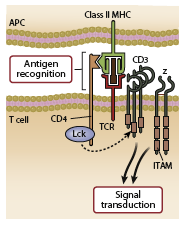 Class II MHC
APC
Antigen
recognition
CD3
z
T cell
CD4
TCR
Lck
ITAM
Signal
transduction